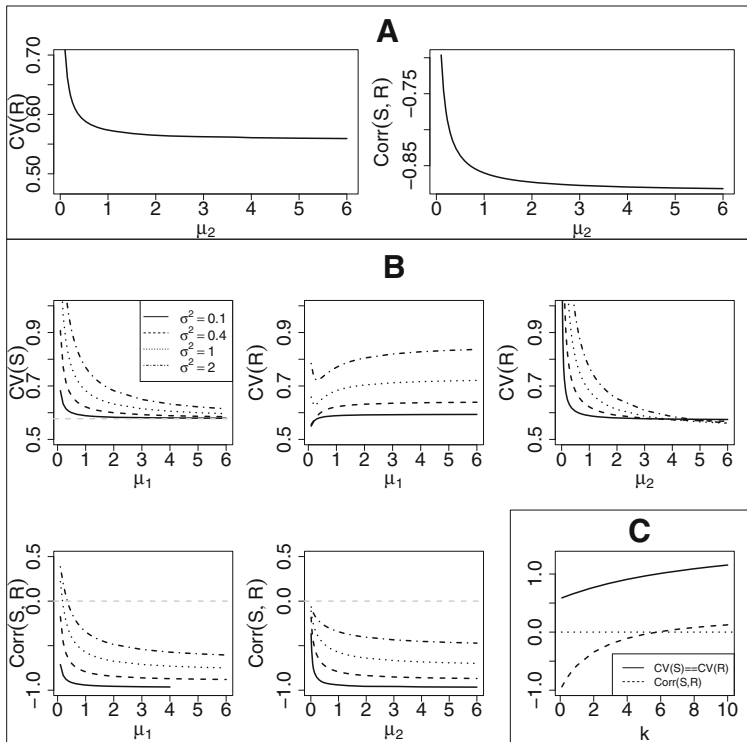 A
CV(R)
0.50 0.60 0.70
0 1 2 3 4 5 6
μ2
Corr(S, R)
−0.85 −0.75
0 1 2 3 4 5 6
μ2
B
CV(S)
0.5 0.7 0.9
σ² = 0.1
σ² = 0.4
σ² = 1
σ² = 2
0 1 2 3 4 5 6
μ1
CV(R)
0.5 0.7 0.9
0 1 2 3 4 5 6
μ1
CV(R)
0.5 0.7 0.9
0 1 2 3 4 5 6
μ2
Corr(S, R)
−1.0 0.0 0.5
0 1 2 3 4 5 6
μ1
Corr(S, R)
−1.0 0.0 0.5
0 1 2 3 4 5 6
μ2
C
−1.0 0.0 1.0
CV(S)==CV(R)
Corr(S,R)
0 2 4 6 8 10
k